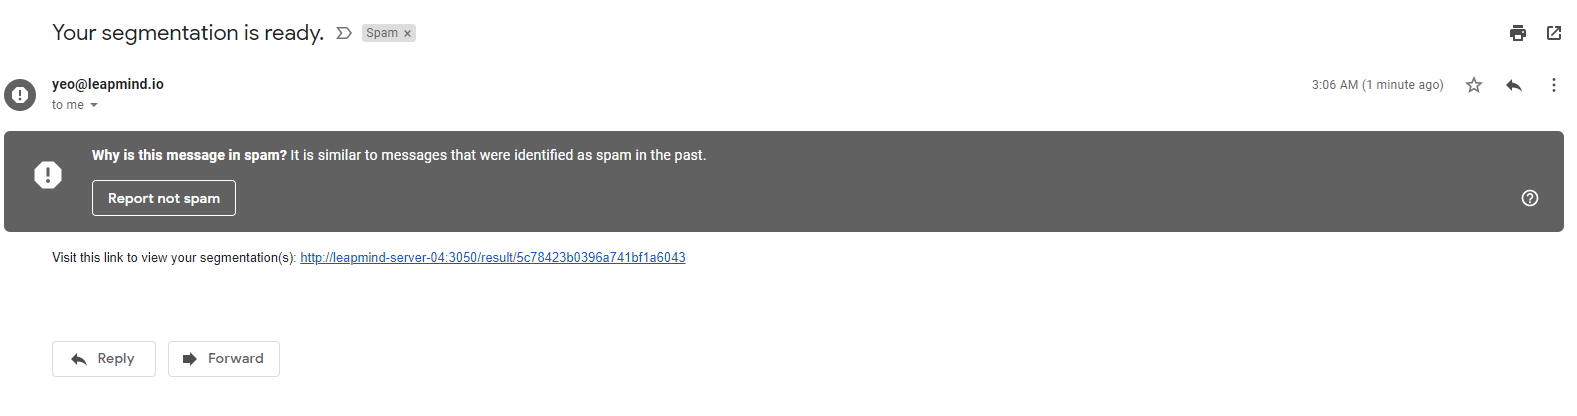 Your segmentation is ready. Spam ×
yeo@leapmind.io 3:06 AM (1 minute ago)
to me
Why is this message in spam? It is similar to messages that were identified as spam in the past.
Report not spam
Visit this link to view your segmentation(s): http://leapmind-server-04:3050/result/5c78423b0396a741bf1a6043
Reply Forward